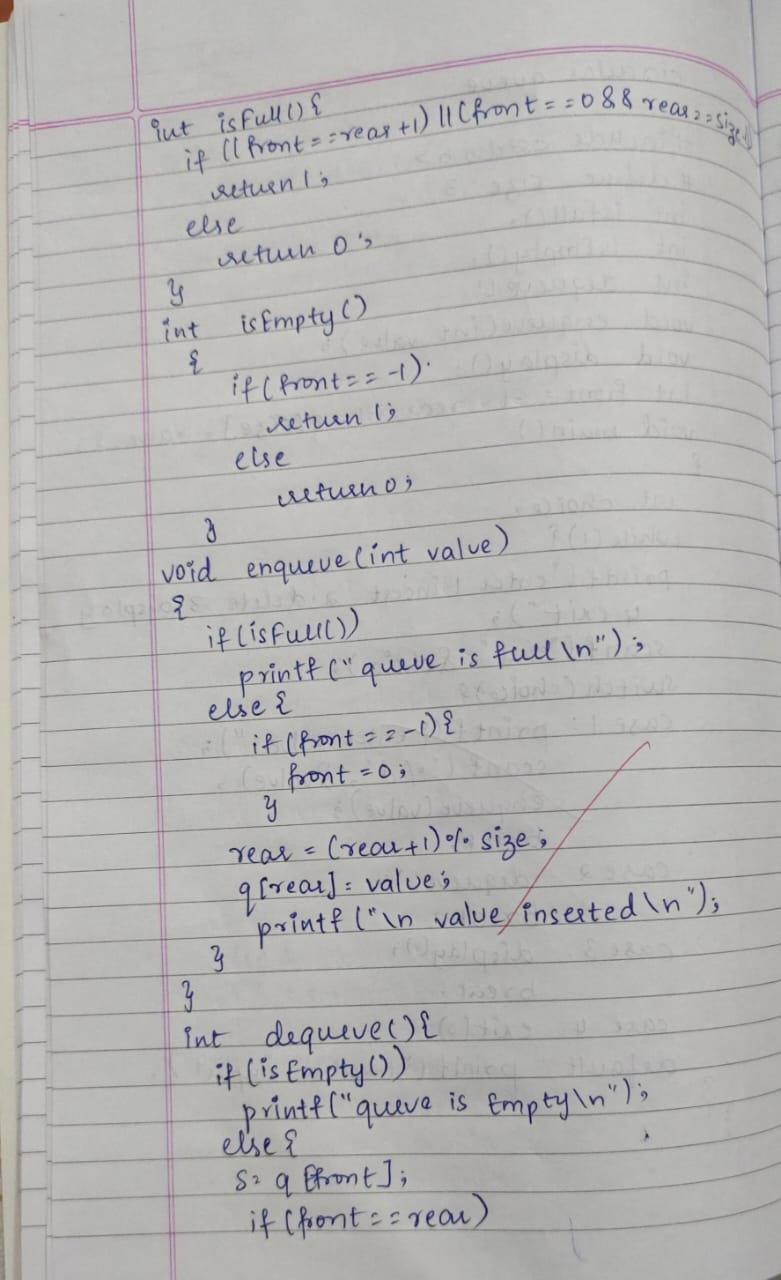 int isFull() {
if ((front==rear+1) || (front==0 && rear==size-1)
return 1;
else
return 0;
}
int isEmpty()
{
if(front==-1).
return 1;
else
return 0;
}
void enqueue(int value)
{
if(isFull())
printf("queue is full\n");
else {
if(front==-1){
front=0;
}
rear=(rear+1)% size;
q[rear]=value;
printf("\n value inserted\n");
}
}
int dequeue(){
if(isEmpty())
printf("queue is Empty\n");
else {
s= q[front];
if(front==rear)